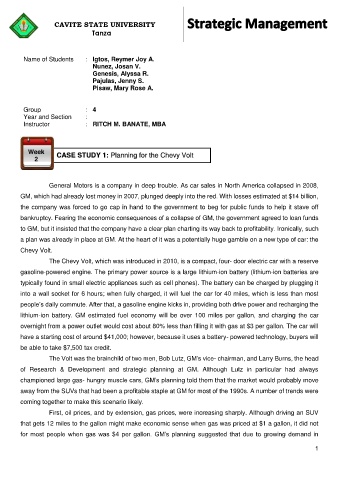 CAVITE STATE UNIVERSITY
Tanza
Strategic Management
Name of Students : Igtos, Reymer Joy A.
Nunez, Josan V.
Genesis, Alyssa R.
Pajulas, Jenny S.
Pisaw, Mary Rose A.
Group : 4
Year and Section :
Instructor : RITCH M. BANATE, MBA
Week
2
CASE STUDY 1: Planning for the Chevy Volt
General Motors is a company in deep trouble. As car sales in North America collapsed in 2008,
GM, which had already lost money in 2007, plunged deeply into the red. With losses estimated at $14 billion,
the company was forced to go cap in hand to the government to beg for public funds to help it stave off
bankruptcy. Fearing the economic consequences of a collapse of GM, the government agreed to loan funds
to GM, but it insisted that the company have a clear plan charting its way back to profitability. Ironically, such
a plan was already in place at GM. At the heart of it was a potentially huge gamble on a new type of car: the
Chevy Volt.
The Chevy Volt, which was introduced in 2010, is a compact, four- door electric car with a reserve
gasoline-powered engine. The primary power source is a large lithium-ion battery (lithium-ion batteries are
typically found in small electric appliances such as cell phones). The battery can be charged by plugging it
into a wall socket for 6 hours; when fully charged, it will fuel the car for 40 miles, which is less than most
people's daily commute. After that, a gasoline engine kicks in, providing both drive power and recharging the
lithium-ion battery. GM estimated fuel economy will be over 100 miles per gallon, and charging the car
overnight from a power outlet would cost about 80% less than filling it with gas at $3 per gallon. The car will
have a starting cost of around $41,000; however, because it uses a battery- powered technology, buyers will
be able to take $7,500 tax credit.
The Volt was the brainchild of two men, Bob Lutz, GM's vice- chairman, and Larry Burns, the head
of Research & Development and strategic planning at GM. Although Lutz in particular had always
championed large gas- hungry muscle cars, GM's planning told them that the market would probably move
away from the SUVs that had been a profitable staple at GM for most of the 1990s. A number of trends were
coming together to make this scenario likely.
First, oil prices, and by extension, gas prices, were increasing sharply. Although driving an SUV
that gets 12 miles to the gallon might make economic sense when gas was priced at $1 a gallon, it did not
for most people when gas was $4 per gallon. GM's planning suggested that due to growing demand in
1